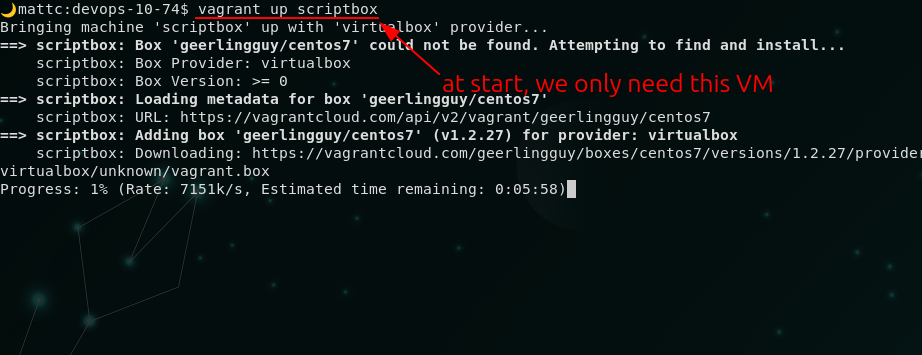 mattc:devops-10-74$ vagrant up scriptbox
Bringing machine 'scriptbox' up with 'virtualbox' provider...
==> scriptbox: Box 'geerlingguy/centos7' could not be found. Attempting to find and install...
scriptbox: Box Provider: virtualbox
scriptbox: Box Version: >= 0
at start, we only need this VM
==> scriptbox: Loading metadata for box 'geerlingguy/centos7'
scriptbox: URL: https://vagrantcloud.com/api/v2/vagrant/geerlingguy/centos7
==> scriptbox: Adding box 'geerlingguy/centos7' (v1.2.27) for provider: virtualbox
scriptbox: Downloading: https://vagrantcloud.com/geerlingguy/boxes/centos7/versions/1.2.27/provider
virtualbox/unknown/vagrant.box
Progress: 1% (Rate: 7151k/s, Estimated time remaining: 0:05:58)